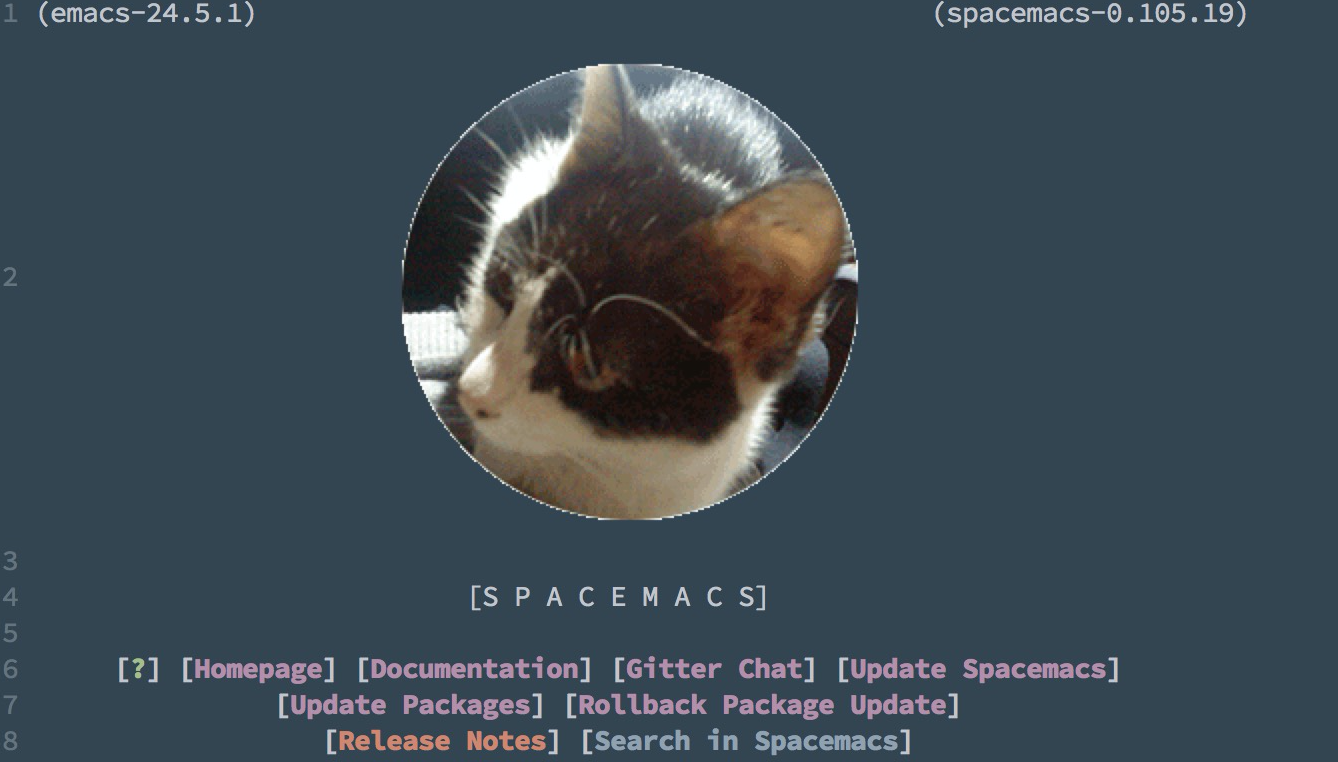 1 (emacs-24.5.1) (spacemacs-0.105.19)
2
3
4 [S P A C E M A C S]
5
6 [?] [Homepage] [Documentation] [Gitter Chat] [Update Spacemacs]
7 [Update Packages] [Rollback Package Update]
8 [Release Notes] [Search in Spacemacs]